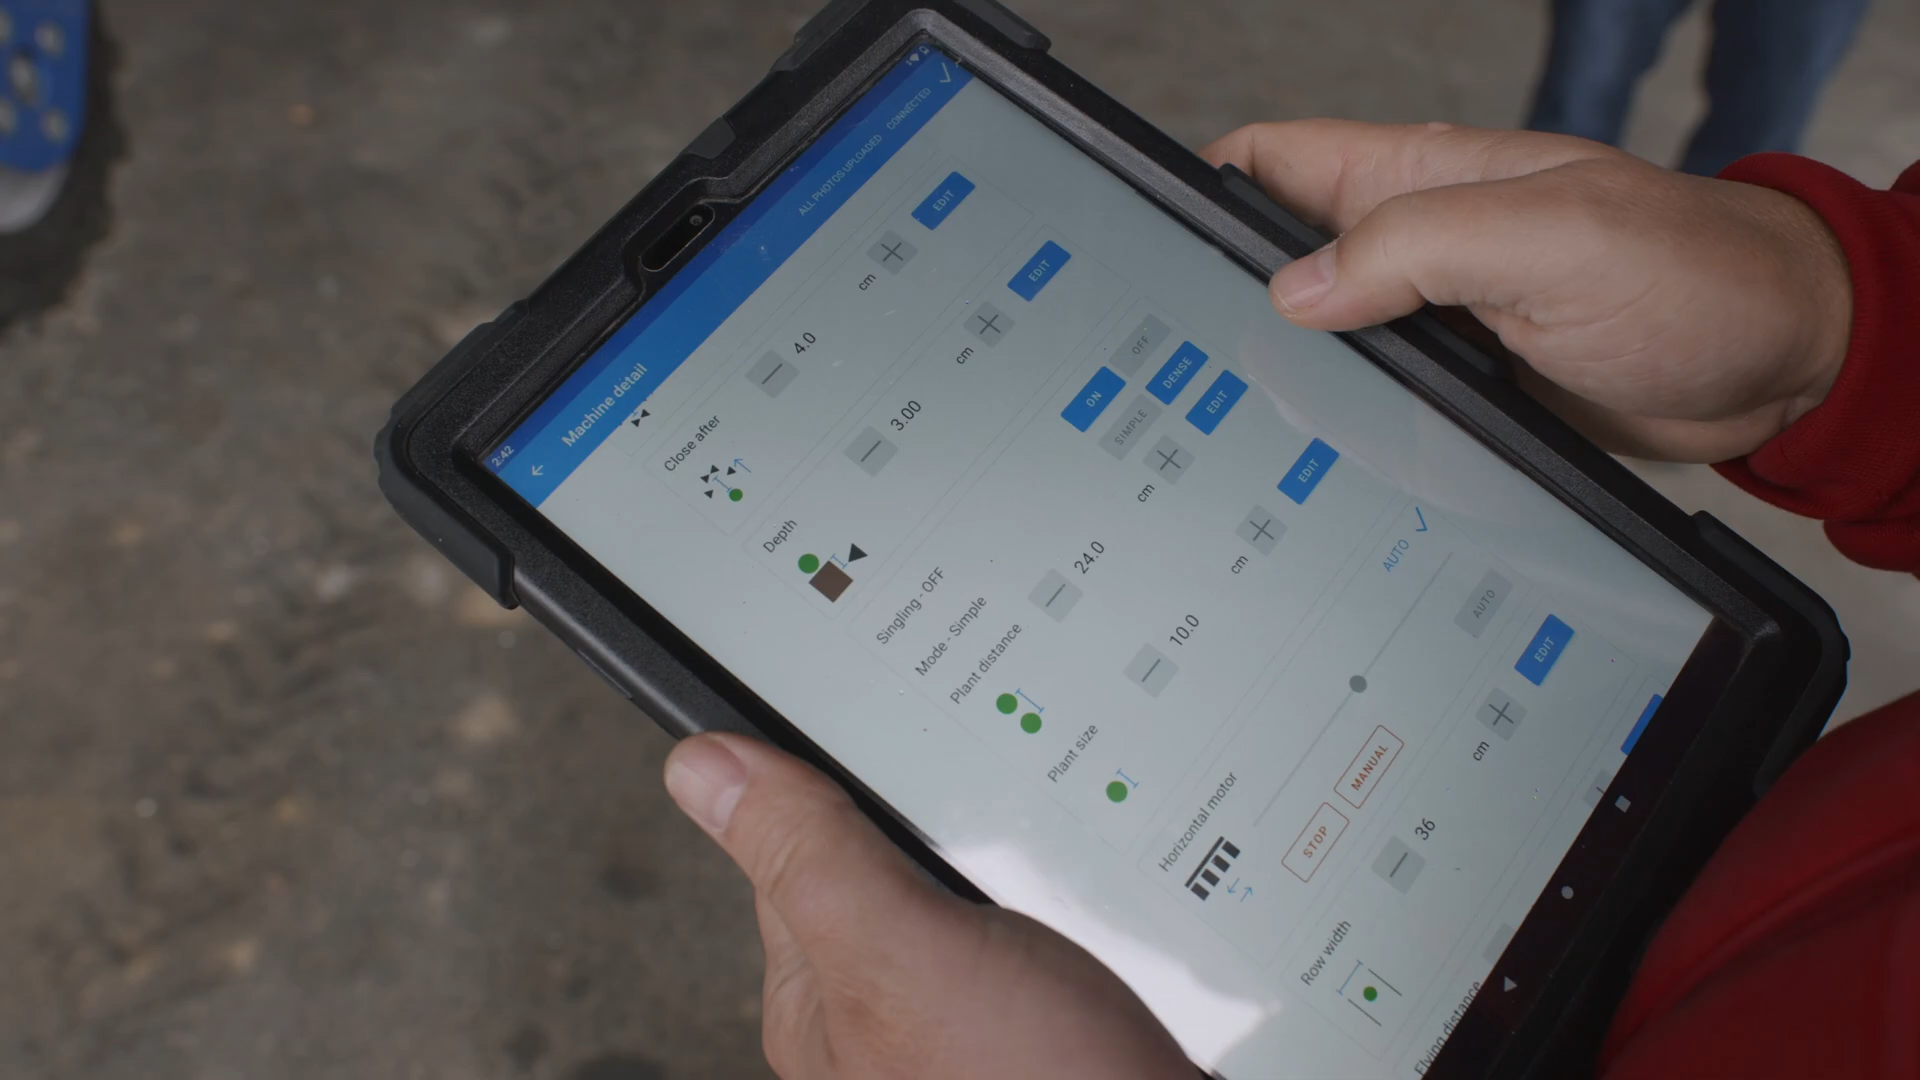 2:42
Machine detail
ALL PHOTOS UPLOADED CONNECTED
Close after
4.0 cm EDIT
Depth
3.00 cm EDIT
Singling - OFF ON OFF
Mode - Simple SIMPLE DENSE
Plant distance
24.0 cm EDIT
Plant size
10.0 cm EDIT
Horizontal motor AUTO
STOP MANUAL AUTO
Row width
36 cm EDIT
distance